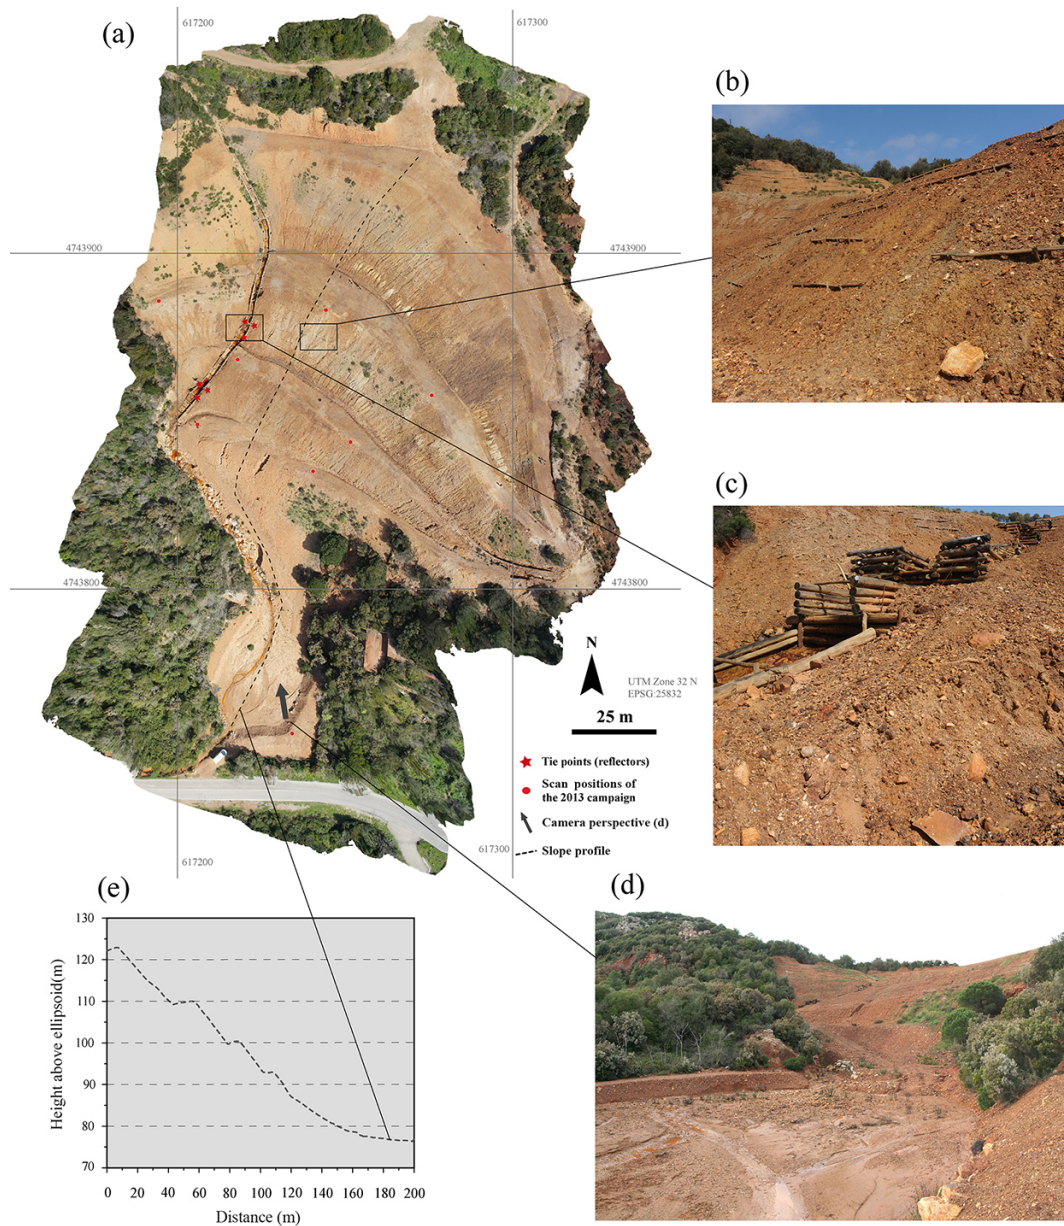 (a)
617200
617300
(b)
4743900
4743900
(c)
4743800
4743800
N
UTM Zone 32 N
EPSG:25832
25 m
Tie points (reflectors)
Scan positions of
the 2013 campaign
Camera perspective (d)
Slope profile
617200
617300
(e)
(d)
130
120
110
100
90
80
70
Height above ellipsoid(m)
0 20 40 60 80 100 120 140 160 180 200
Distance (m)